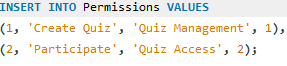 INSERT INTO Permissions VALUES
(1, 'Create Quiz', 'Quiz Management', 1),
(2, 'Participate', 'Quiz Access', 2);